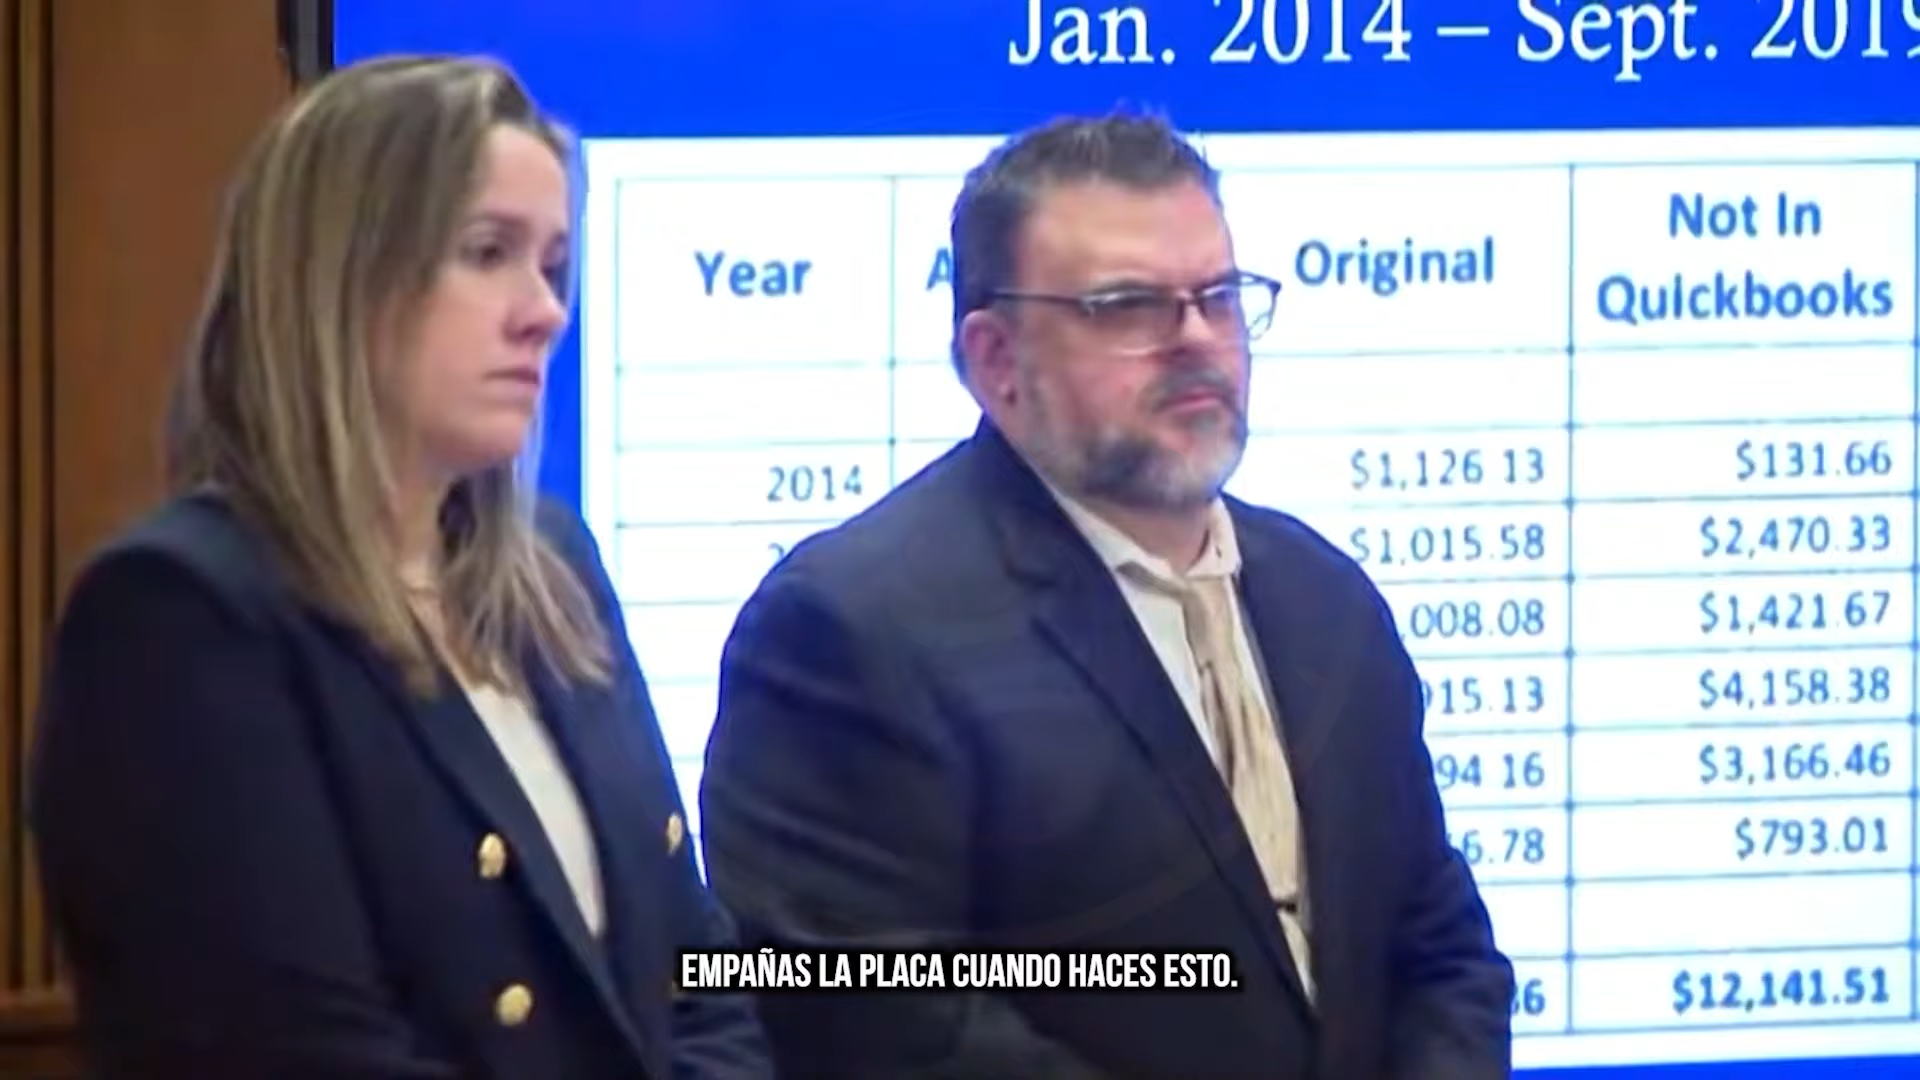 Jan. 2014 – Sept. 2019
Year
Original
Not In
Quickbooks
2014 $1,126 13 $131.66
$1,015.58 $2,470.33
,008.08 $1,421.67
15.13 $4,158.38
94 16 $3,166.46
6.78 $793.01
$12,141.51
EMPAÑAS LA PLACA CUANDO HACES ESTO.